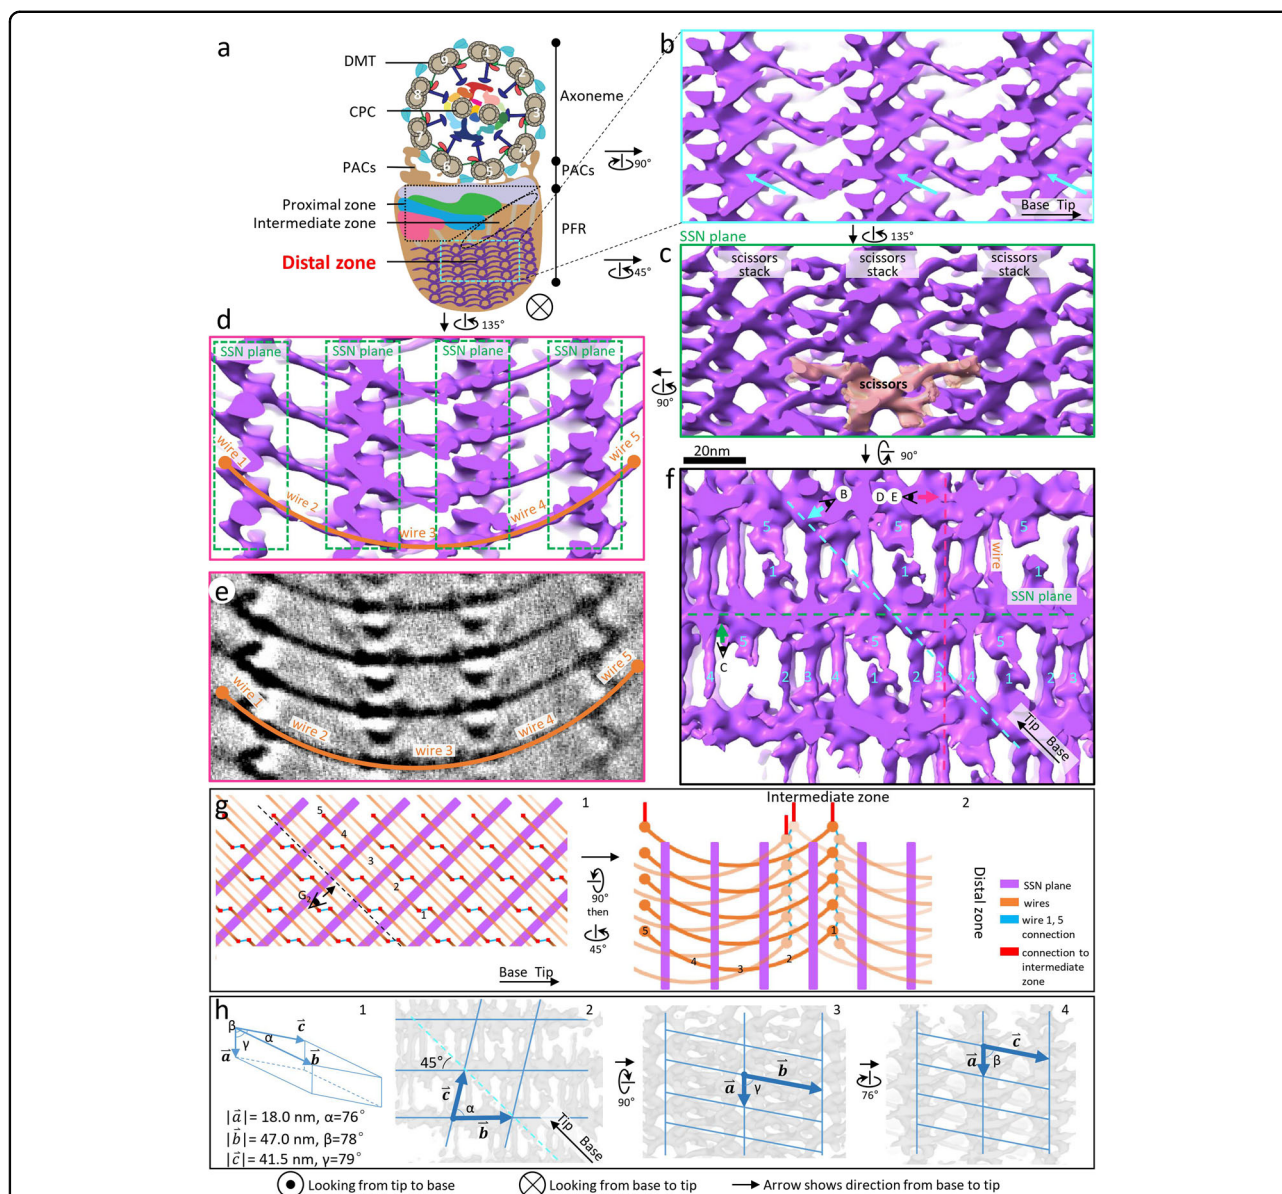 a
DMT
CPC
PACs
Proximal zone
Intermediate zone
Distal zone
Axoneme
PACs
PFR
90°
45°
135°
b
Base Tip
135°
SSN plane
c
scissors stack
scissors stack
scissors stack
scissors
90°
20nm
90°
d
SSN plane
SSN plane
SSN plane
SSN plane
wire 1
wire 2
wire 3
wire 4
wire 5
e
wire 1
wire 2
wire 3
wire 4
wire 5
f
B
D E
5
5
5
wire
1
1
1
SSN plane
C
5
5
5
4
2
3
4
1
2
3
4
1
2
3
Tip Base
g
1
5
4
3
2
1
G₂
Base Tip
90°
then
45°
Intermediate zone
2
5
4
3
2
1
Distal zone
SSN plane
wires
wire 1, 5
connection
connection to
intermediate
zone
h
1
β
α
γ
c⃗
a⃗
b⃗
|a⃗|= 18.0 nm, α=76°
|b⃗|= 47.0 nm, β=78°
|c⃗|= 41.5 nm, γ=79°
2
45°
c⃗
α
b⃗
Tip Base
90°
3
a⃗
γ
b⃗
76°
4
a⃗
β
c⃗
Looking from tip to base
Looking from base to tip
Arrow shows direction from base to tip